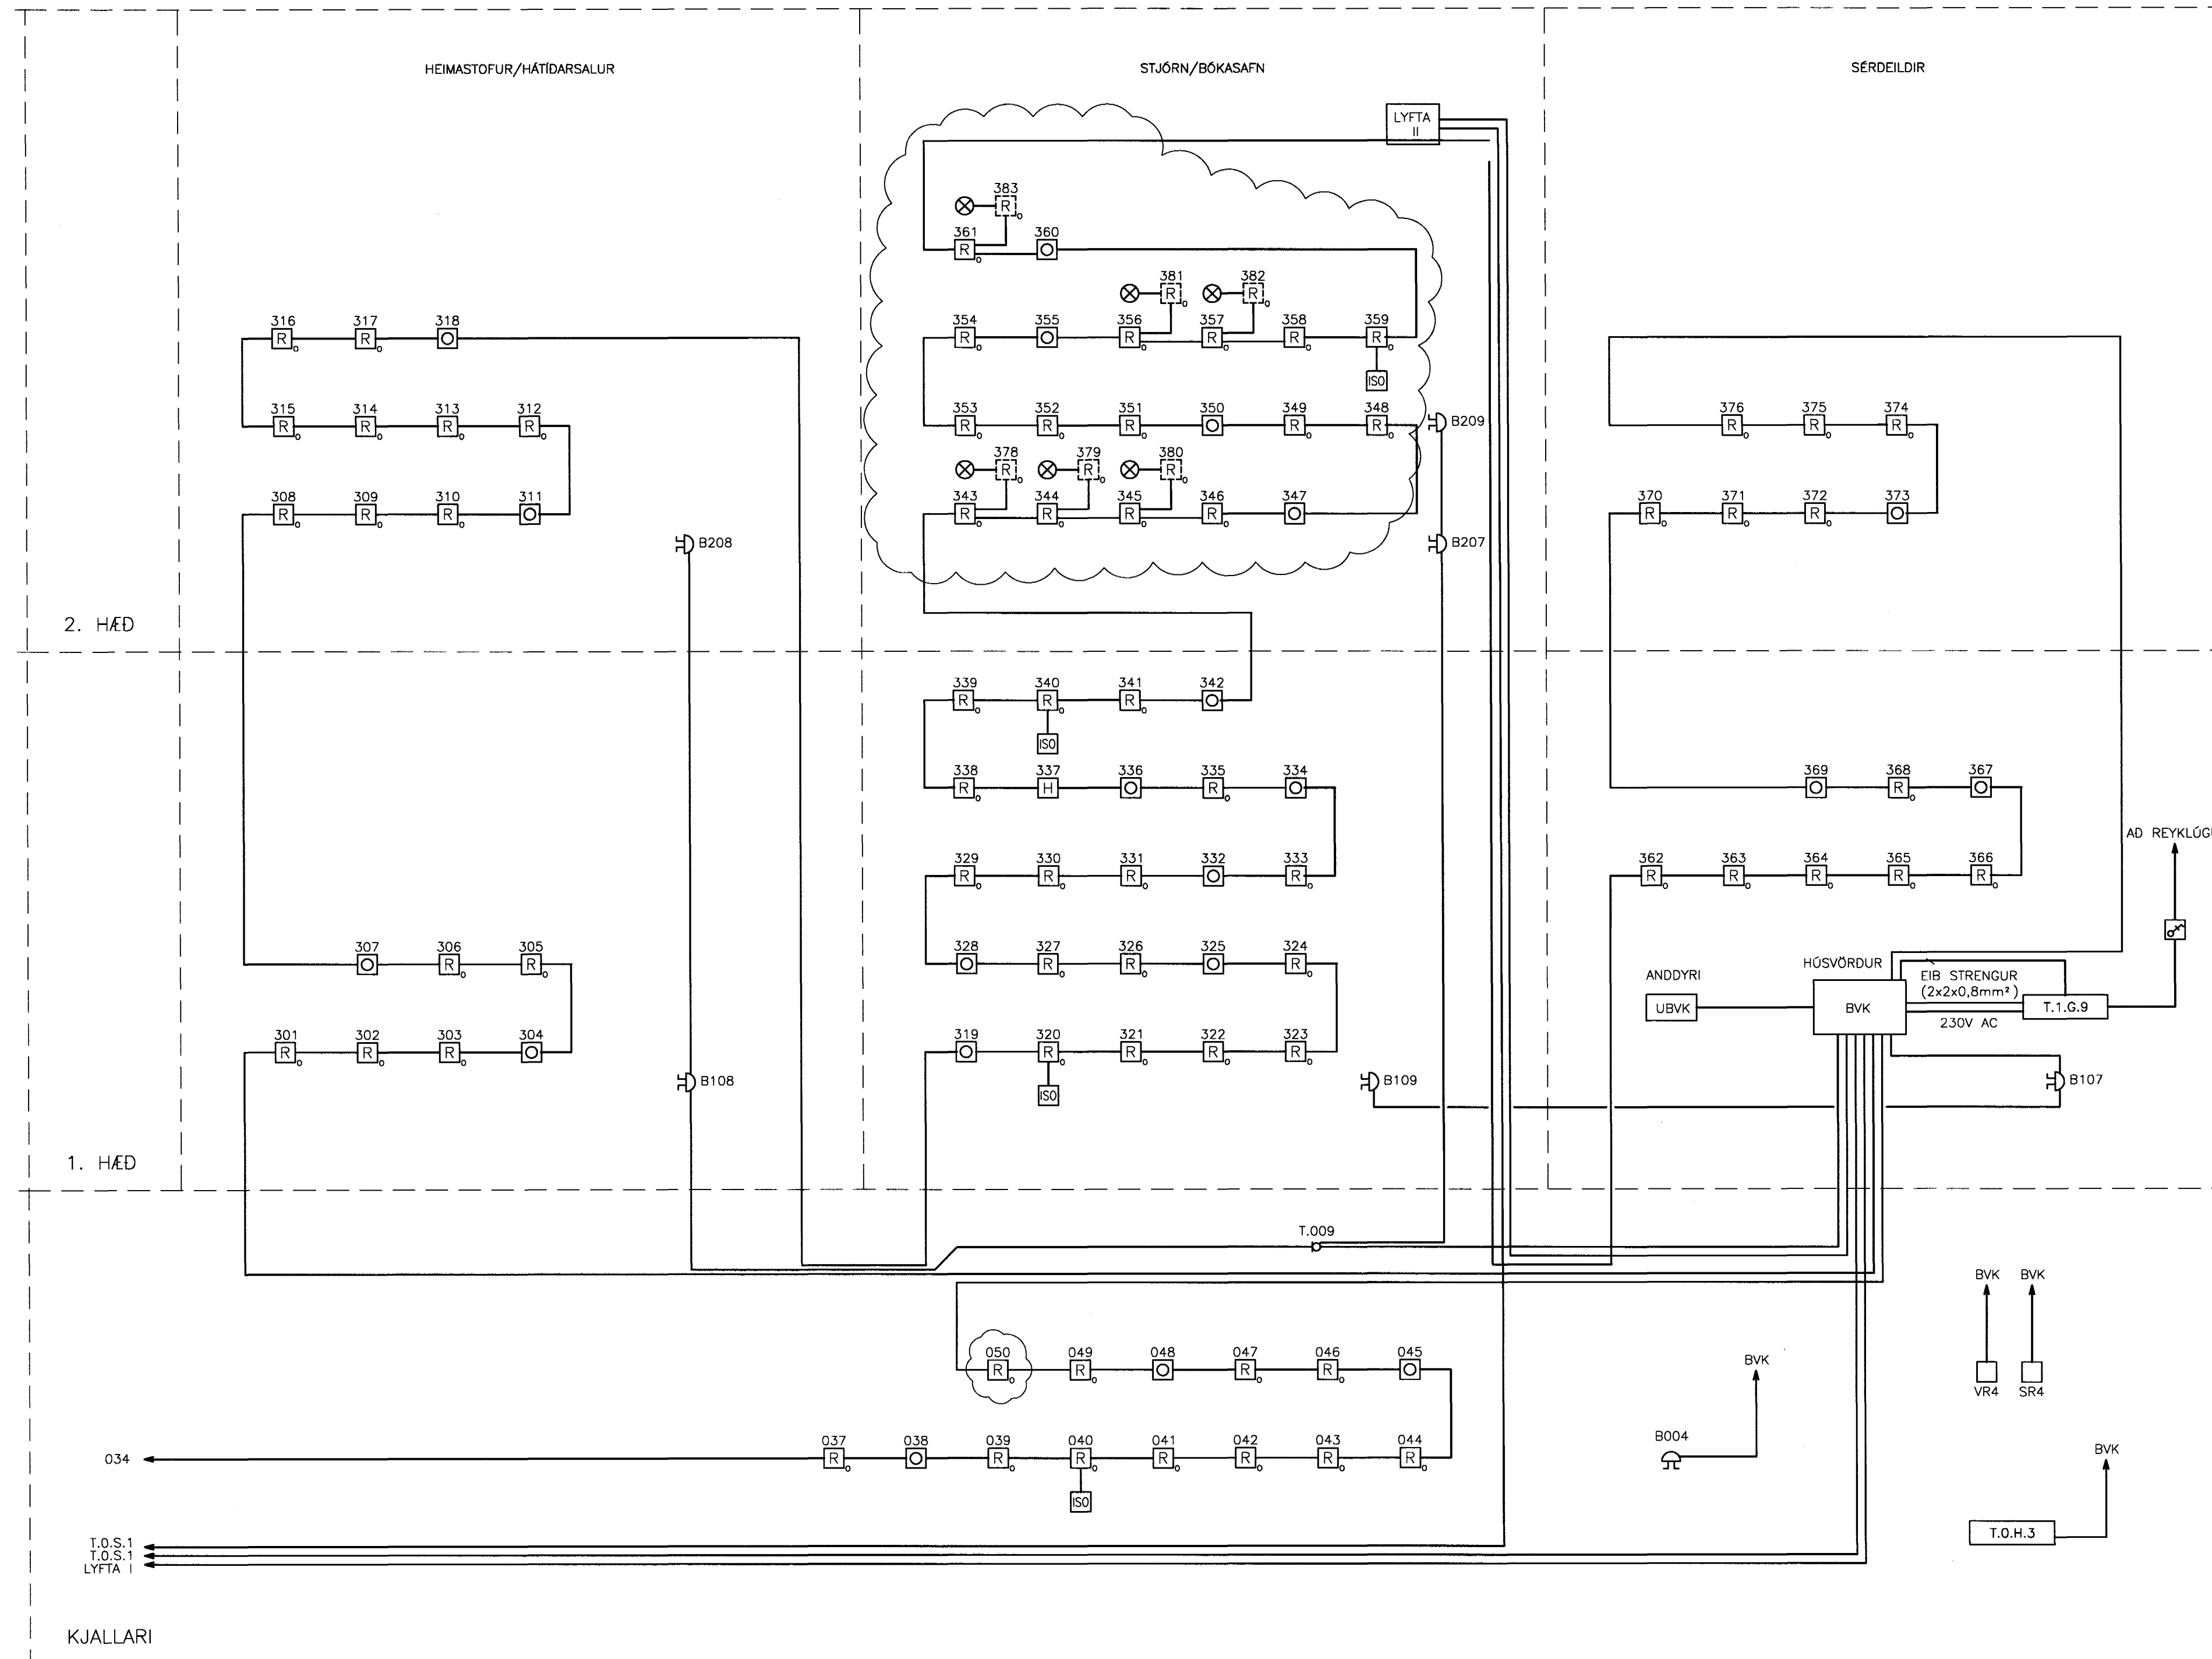 HEIMASTOFUR/HÁTÍÐARSALUR
STJÓRN/BÓKASAFN
SÉRDEILDIR
LYFTA
II
383
R o
361 360
R o
381 382
R o R o
316 317 318
R o R o
354 355 356 357 358 359
R o R o R o R o R o
ISO
315 314 313 312
R o R o R o R o
353 352 351 350 349 348
R o R o R o R o R o
B209
376 375 374
R o R o R o
378 379 380
R o R o R o
308 309 310 311
R o R o R o
343 344 345 346 347
R o R o R o R o
370 371 372 373
R o R o R o
B208
B207
2. HÆÐ
339 340 341 342
R o R o R o
ISO
338 337 336 335 334
R o H R o
369 368 367
R o
AÐ REYKLÚG
329 330 331 332 333
R o R o R o R o
362 363 364 365 366
R o R o R o R o R o
307 306 305
R o R o
328 327 326 325 324
R o R o R o
HÚSVÖRÐUR
ANDDYRI
EIB STRENGUR
(2x2x0,8mm²)
UBVK
BVK
T.1.G.9
230V AC
301 302 303 304
R o R o R o
319 320 321 322 323
R o R o R o R o
ISO
B108
B109
B107
1. HÆÐ
T.009
BVK BVK
VR4 SR4
050 049 048 047 046 045
R o R o R o R o
BVK
B004
034
037 038 039 040 041 042 043 044
R o R o R o R o R o R o R o
ISO
BVK
T.0.H.3
T.O.S.1
T.O.S.1
LYFTA I
KJALLARI